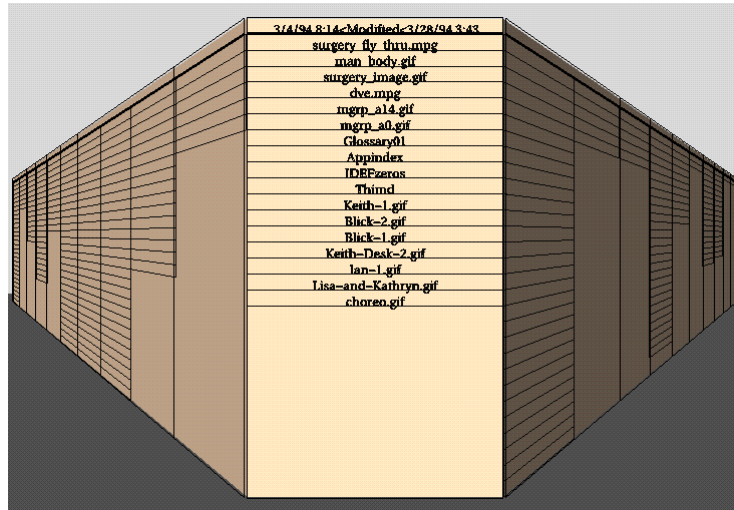 3/4/94 8:14<Modified<3/28/94 3:43
surgery_fly_thru.mpg
man_body.gif
surgery_image.gif
dve.mpg
mgrp_a14.gif
mgrp_a0.gif
Glossary01
Appindex
IDEFzeros
Thimd
Keith-1.gif
Blick-2.gif
Blick-1.gif
Keith-Desk-2.gif
Ian-1.gif
Lisa-and-Kathryn.gif
choreo.gif